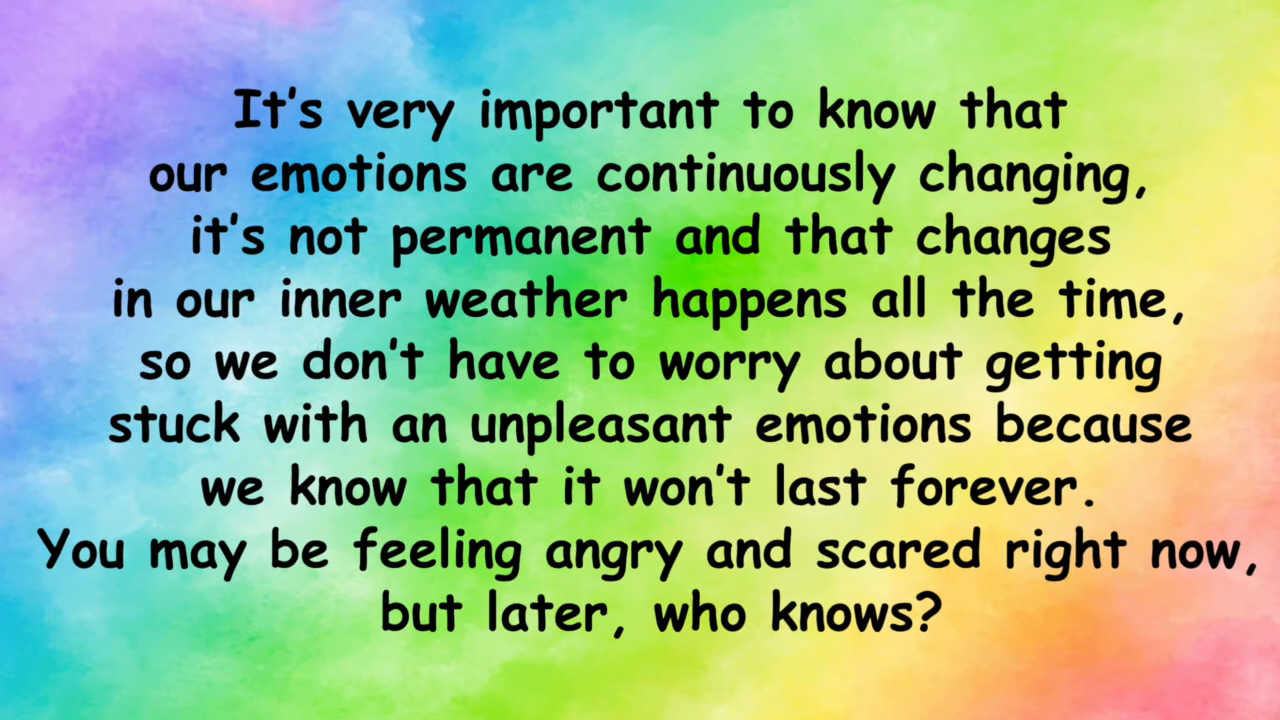 It's very important to know that
our emotions are continuously changing,
it's not permanent and that changes
in our inner weather happens all the time,
so we don't have to worry about getting
stuck with an unpleasant emotions because
we know that it won't last forever.
You may be feeling angry and scared right now,
but later, who knows?